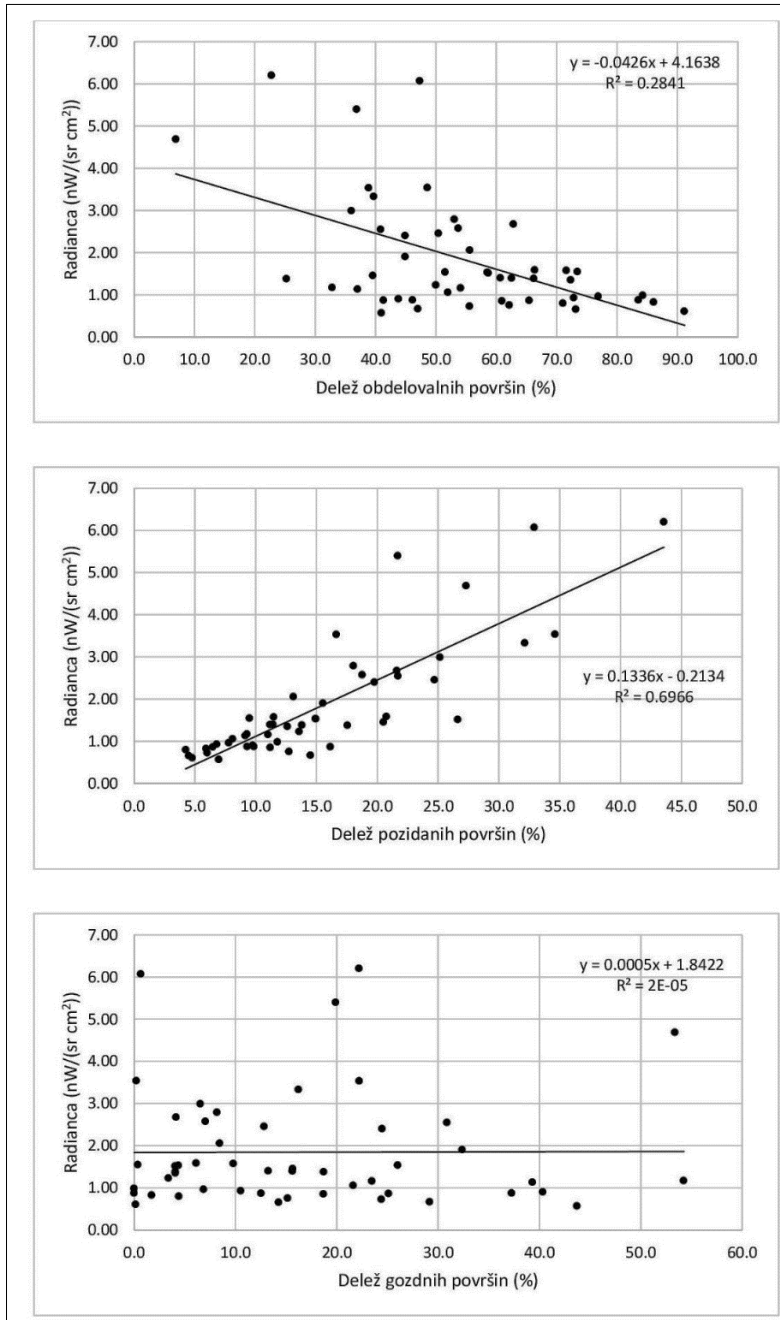 7.00
6.00
5.00
4.00
3.00
2.00
1.00
0.00
Radianca (nW/(sr cm²))
y = -0.0426x + 4.1638
R² = 0.2841
0.0 10.0 20.0 30.0 40.0 50.0 60.0 70.0 80.0 90.0 100.0
Delež obdelovalnih površin (%)
7.00
6.00
5.00
4.00
3.00
2.00
1.00
0.00
Radianca (nW/(sr cm²))
y = 0.1336x - 0.2134
R² = 0.6966
0.0 5.0 10.0 15.0 20.0 25.0 30.0 35.0 40.0 45.0 50.0
Delež pozidanih površin (%)
7.00
6.00
5.00
4.00
3.00
2.00
1.00
0.00
Radianca (nW/(sr cm²))
y = 0.0005x + 1.8422
R² = 2E-05
0.0 10.0 20.0 30.0 40.0 50.0 60.0
Delež gozdnih površin (%)